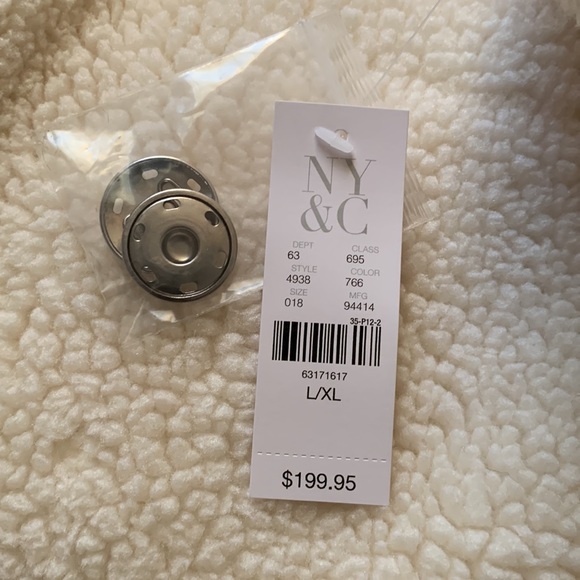 NY
&C
DEPT CLASS
63 695
STYLE COLOR
4938 766
SIZE MFG
018 94414
35-P12-2
63171617
L/XL
$199.95